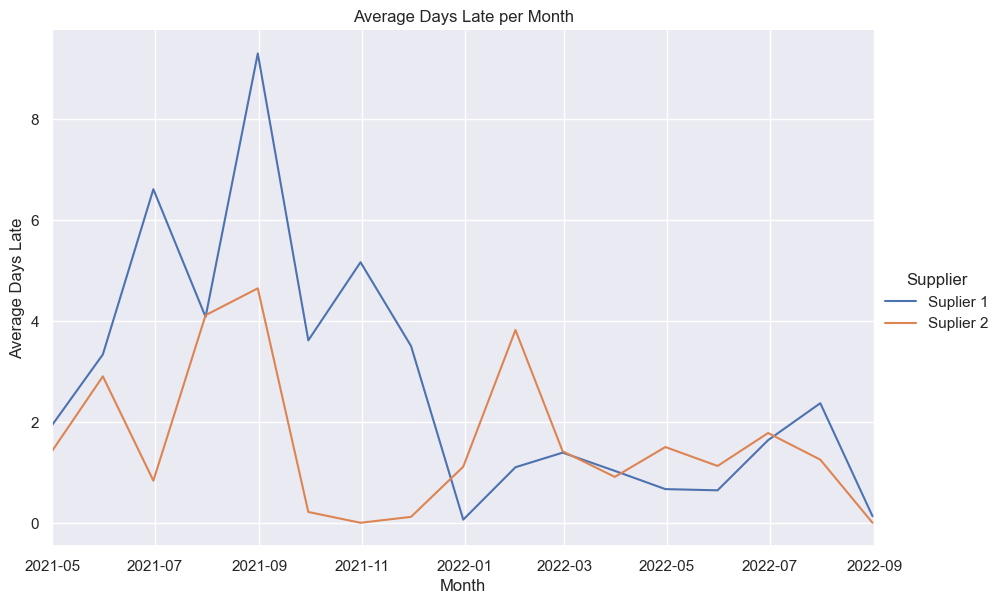 Average Days Late per Month
Average Days Late
8
6
4
2
0
2021-05 2021-07 2021-09 2021-11 2022-01 2022-03 2022-05 2022-07 2022-09
Month
Supplier
Suplier 1
Suplier 2